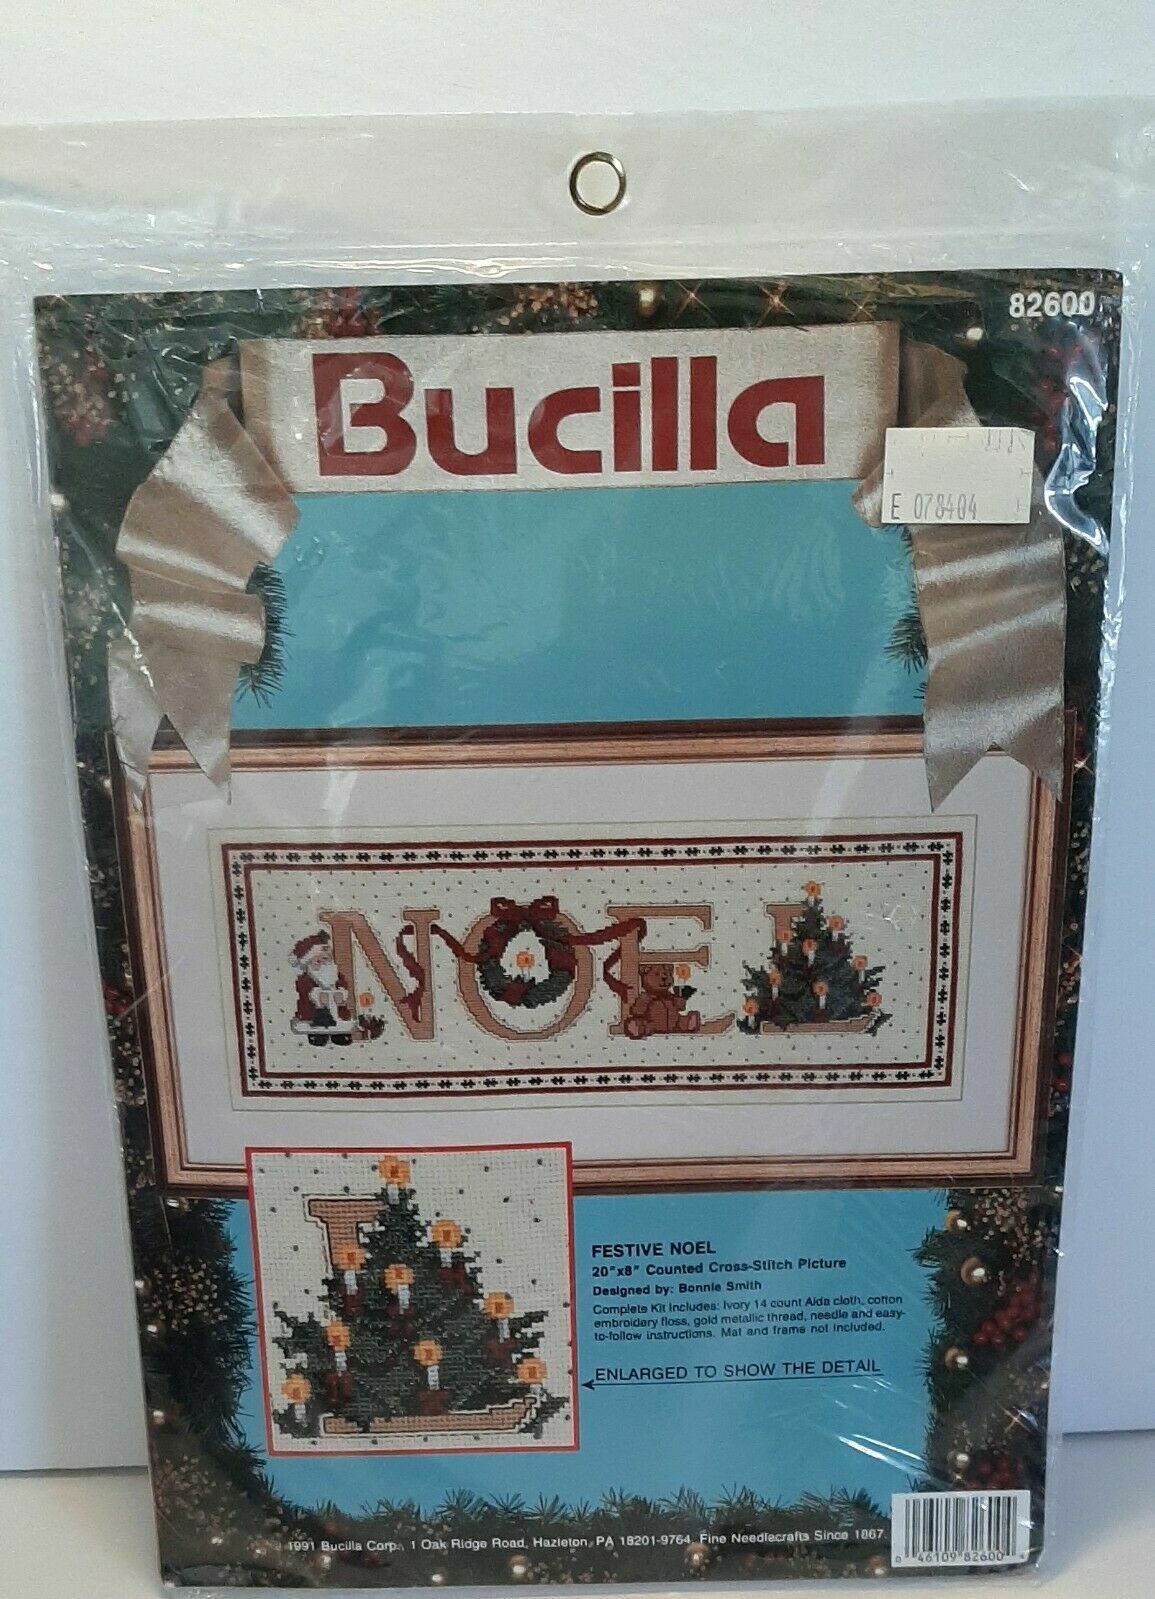 82600
Bucilla
E 078404
NOEL
FESTIVE NOEL
20"x8" Counted Cross-Stitch Picture
Designed by: Bonnie Smith
Complete Kit Includes: Ivory 14 count Aida cloth, cotton
embroidery floss, gold metallic thread, needle and easy-
to-follow instructions. Mat and frame not included.
ENLARGED TO SHOW THE DETAIL
1991 Bucilla Corp., 1 Oak Ridge Road, Hazleton, PA 18201-9764. Fine Needlecrafts Since 1867.
0 46109 82600 4